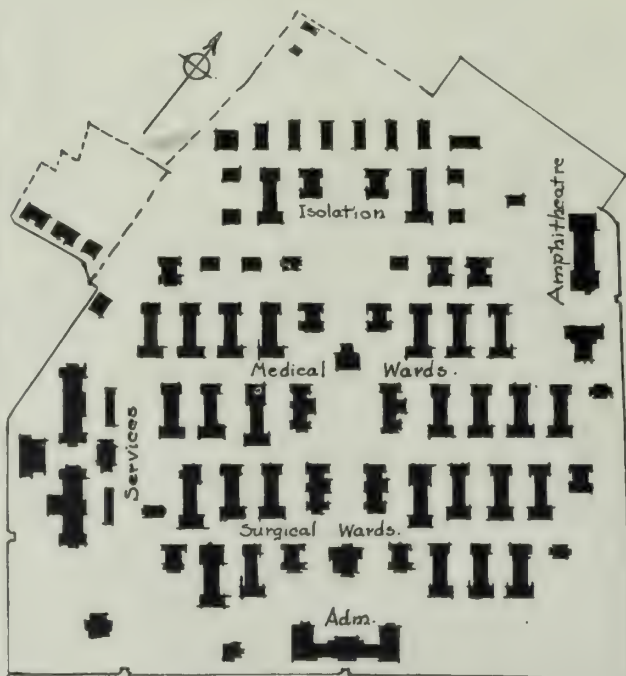 Isolation
Amphitheatre
Medical Wards.
Services
Surgical Wards.
Adm.